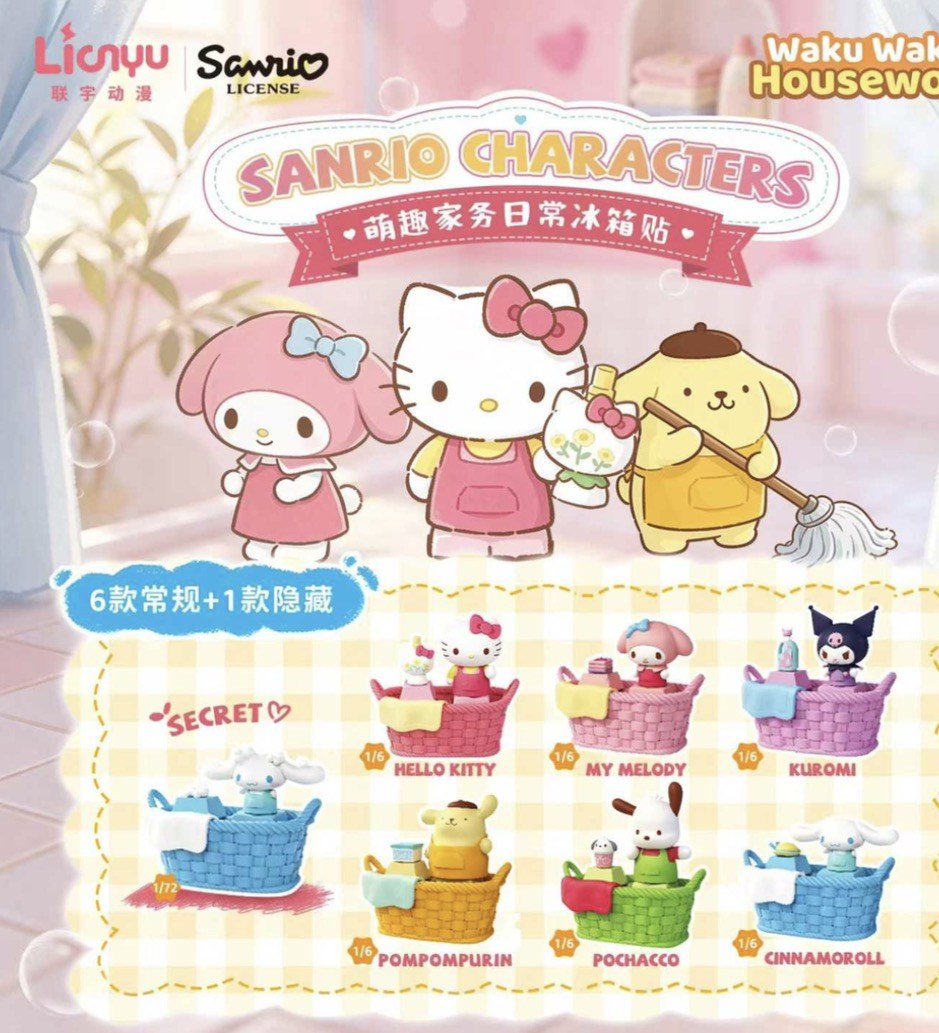 Lionyu
联宇动漫
Sanrio
LICENSE
Waku Wak
Housewo
SANRIO CHARACTERS
萌趣家务日常冰箱贴
6款常规+1款隐藏
SECRET
1/72
1/6
HELLO KITTY
1/6
MY MELODY
1/6
KUROMI
1/6
POMPOMPURIN
1/6
POCHACCO
1/6
CINNAMOROLL